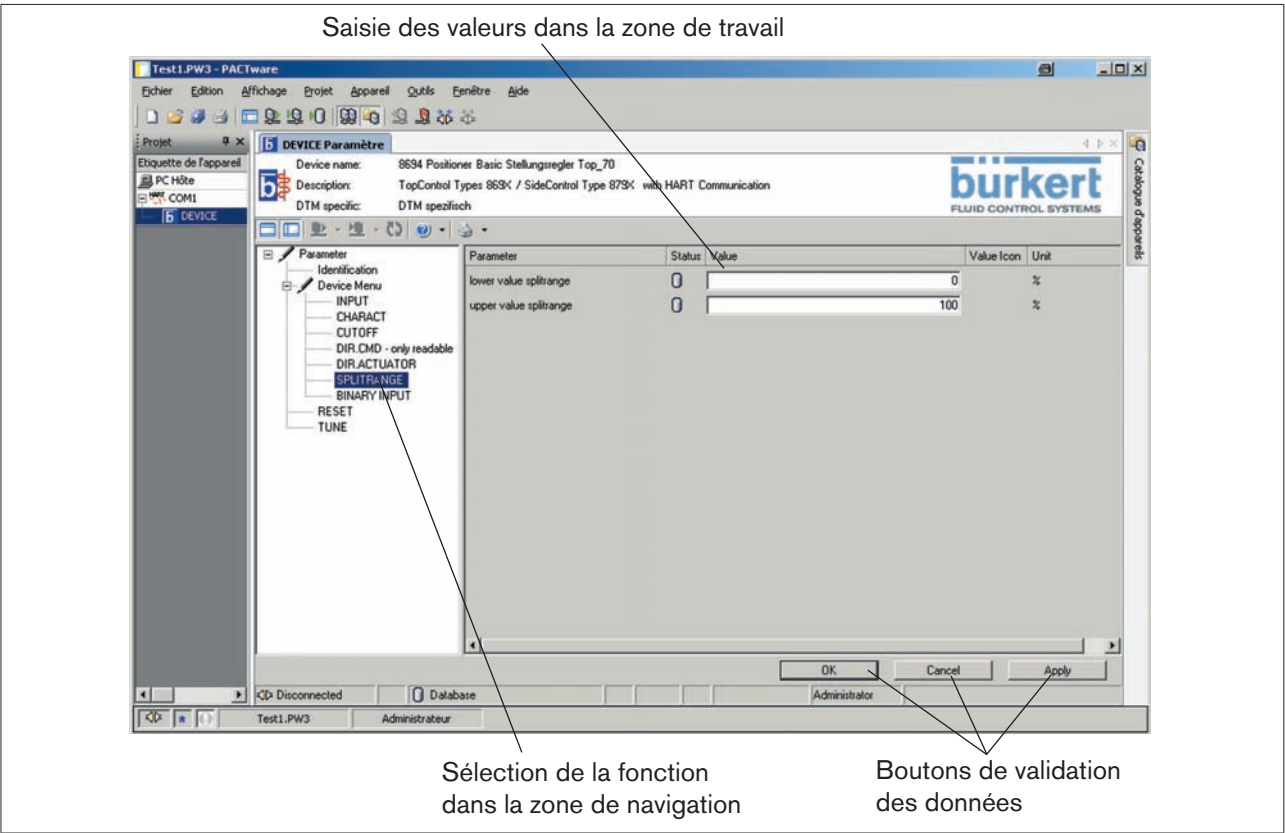 Saisie des valeurs dans la zone de travail
Test1.PW3 - PACTware
Fichier Edition Affichage Projet Appareil Outils Fenêtre Aide
Projet
Etiquette de l'appareil
PC Hôte
HART COM1
DEVICE
DEVICE Paramètre
Device name: 8694 Positioner Basic Stellungsregler Top_70
Description: TopControl Types 869X / SideControl Type 879X with HART Communication
DTM specific: DTM spezifisch
burkert
FLUID CONTROL SYSTEMS
Catalogue d'appareils
Parameter
Identification
Device Menu
INPUT
CHARACT
CUTOFF
DIR.CMD - only readable
DIR.ACTUATOR
SPLITRANGE
BINARY INPUT
RESET
TUNE
Parameter Status Value Value Icon Unit
lower value splitrange 0 %
upper value splitrange 100 %
OK Cancel Apply
Disconnected Database Administrator
Test1.PW3 Administrateur
Sélection de la fonction
dans la zone de navigation
Boutons de validation
des données